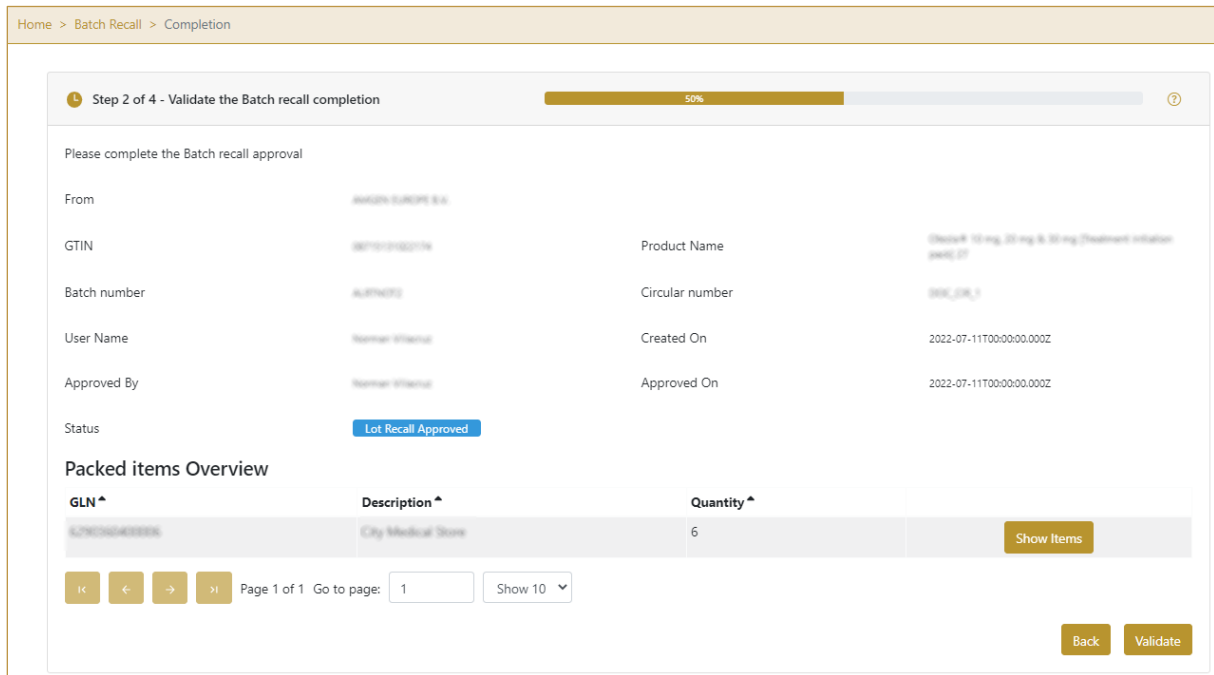 Home > Batch Recall > Completion
Step 2 of 4 - Validate the Batch recall completion 50% ?
Please complete the Batch recall approval
From
GTIN Product Name
Batch number Circular number
User Name Created On 2022-07-11T00:00:00.000Z
Approved By Approved On 2022-07-11T00:00:00.000Z
Status Lot Recall Approved
Packed items Overview
GLN Description Quantity
City Medical Store 6 Show Items
Page 1 of 1 Go to page: 1 Show 10
Back Validate